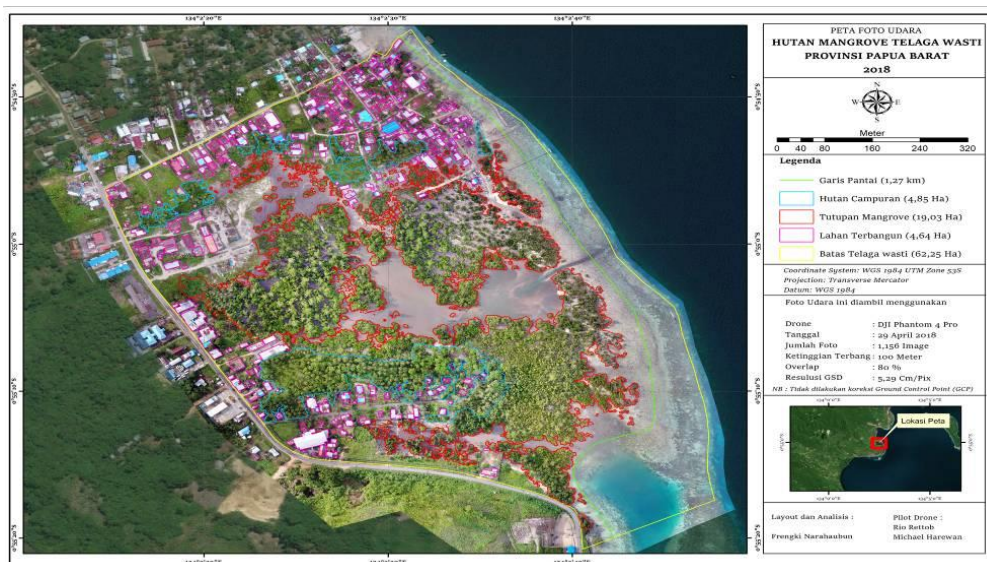 PETA FOTO UDARA
HUTAN MANGROVE TELAGA WASTI
PROVINSI PAPUA BARAT
2018
N
W E
S
Meter
0 40 80 160 240 320
Legenda
Garis Pantai (1,27 km)
Hutan Campuran (4,85 Ha)
Tutupan Mangrove (19,03 Ha)
Lahan Terbangun (4,64 Ha)
Batas Telaga wasti (62,25 Ha)
Coordinate System: WGS 1984 UTM Zone 53S
Projection: Transverse Mercator
Datum: WGS 1984
Foto Udara ini diambil menggunakan
Drone : DJI Phantom 4 Pro
Tanggal : 29 April 2018
Jumlah Foto : 1,156 Image
Ketinggian Terbang : 100 Meter
Overlap : 80 %
Resulusi GSD : 5,29 Cm/Pix
NB : Tidak dilakukan koreksi Ground Control Point (GCP)
Lokasi Peta
Layout dan Analisis :
Frengki Narahaubun
Pilot Drone :
Rio Rettob
Michael Harewan